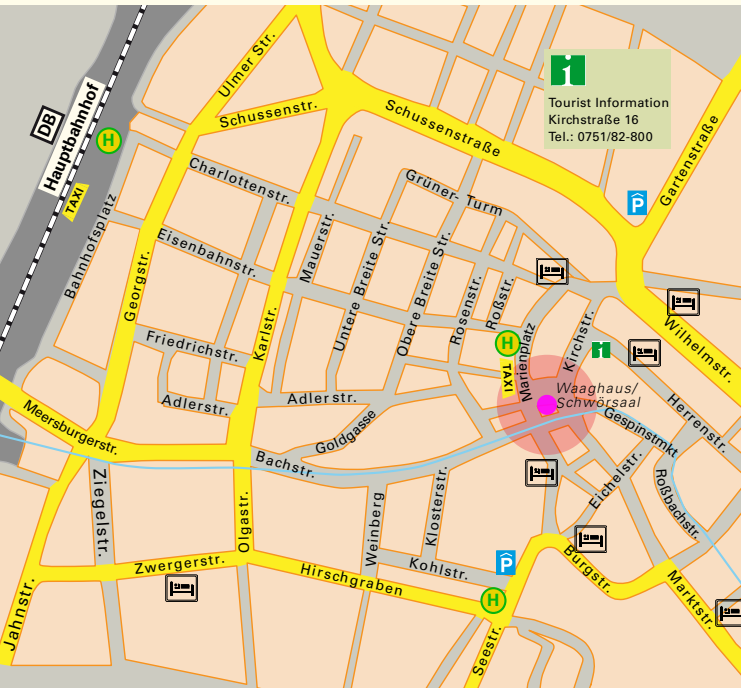 Ulmer Str.
i
Tourist Information
Kirchstraße 16
Tel.: 0751/82-800
Schussenstr.
Schussenstraße
DB
Hauptbahnhof
H
TAXI
Gartenstraße
Charlottenstr.
Grüner- Turm
P
Bahnhofsplatz
Eisenbahnstr.
Mauerstr.
Untere Breite Str.
Obere Breite Str.
Georgstr.
Karlstr.
Rosenstr.
Roßstr.
Marienplatz
Kirchstr.
Wilhelmstr.
Friedrichstr.
H
TAXI
i
Waaghaus/
Schwörsaal
Adlerstr.
Adlerstr.
Goldgasse
Herrenstr.
Gespinstmkt
Meersburgerstr.
Bachstr.
Eichelstr.
Roßbachstr.
Ziegelstr.
Olgastr.
Weinberg
Klosterstr.
Zwergerstr.
Hirschgraben
Kohlstr.
P
Burgstr.
Marktstr.
H
Jahnstr.
Seestr.